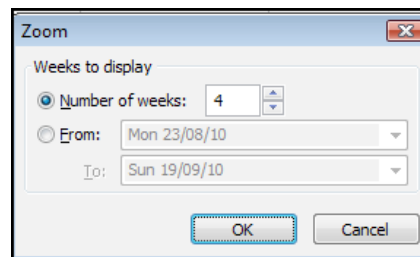 Zoom
Weeks to display
Number of weeks: 4
From: Mon 23/08/10
To: Sun 19/09/10
OK Cancel